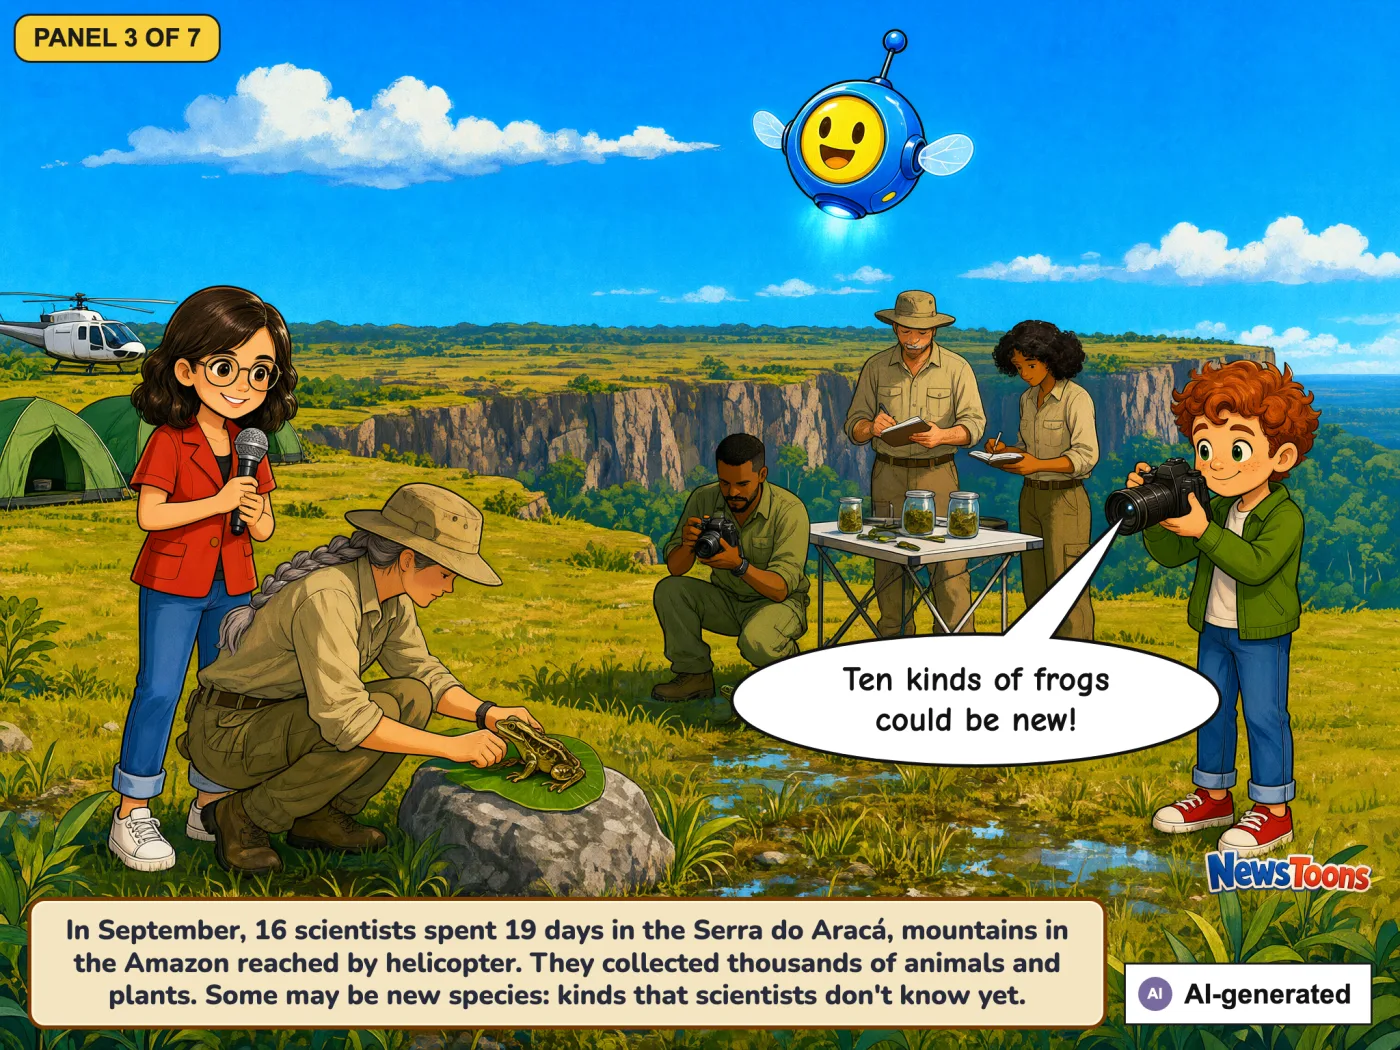 PANEL 3 OF 7
Ten kinds of frogs
could be new!
NewsToons
In September, 16 scientists spent 19 days in the Serra do Aracá, mountains in
the Amazon reached by helicopter. They collected thousands of animals and
plants. Some may be new species: kinds that scientists don't know yet.
AI AI-generated